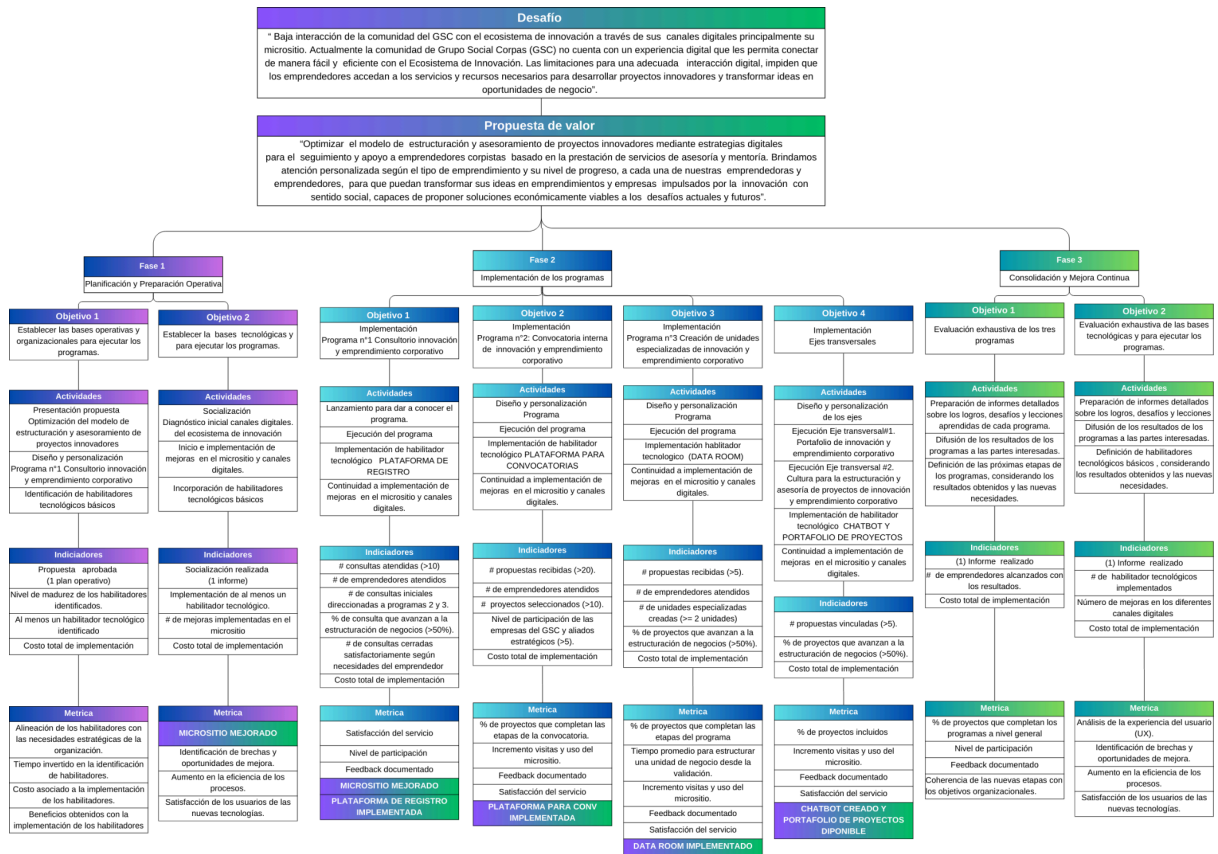 Desafío
“ Baja interacción de la comunidad del GSC con el ecosistema de innovación a través de sus canales digitales principalmente su
micrositio. Actualmente la comunidad de Grupo Social Corpas (GSC) no cuenta con un experiencia digital que les permita conectar
de manera fácil y eficiente con el Ecosistema de Innovación. Las limitaciones para una adecuada interacción digital, impiden que
los emprendedores accedan a los servicios y recursos necesarios para desarrollar proyectos innovadores y transformar ideas en
oportunidades de negocio”.
Propuesta de valor
“Optimizar el modelo de estructuración y asesoramiento de proyectos innovadores mediante estrategias digitales
para el seguimiento y apoyo a emprendedores corpistas basado en la prestación de servicios de asesoría y mentoría. Brindamos
atención personalizada según el tipo de emprendimiento y su nivel de progreso, a cada una de nuestras emprendedoras y
emprendedores, para que puedan transformar sus ideas en emprendimientos y empresas impulsados por la innovación con
sentido social, capaces de proponer soluciones económicamente viables a los desafíos actuales y futuros”.
Fase 1
Planificación y Preparación Operativa
Objetivo 1
Establecer las bases operativas y
organizacionales para ejecutar los
programas.
Actividades
Presentación propuesta
Optimización del modelo de
estructuración y asesoramiento de
proyectos innovadores
Diseño y personalización
Programa n°1 Consultorio innovación
y emprendimiento corporativo
Identificación de habilitadores
tecnológicos básicos
Indiciadores
Propuesta aprobada
(1 plan operativo)
Nivel de madurez de los habilitadores
identificados.
Al menos un habilitador tecnológico
identificado
Costo total de implementación
Metrica
Alineación de los habilitadores con
las necesidades estratégicas de la
organización.
Tiempo invertido en la identificación
de habilitadores.
Costo asociado a la implementación
de los habilitadores.
Beneficios obtenidos con la
implementación de los habilitadores
Objetivo 2
Establecer la bases tecnológicas y
para ejecutar los programas.
Actividades
Socialización
Diagnóstico inicial canales digitales.
del ecosistema de innovación
Inicio e implementación de
mejoras en el micrositio y canales
digitales.
Incorporación de habilitadores
tecnológicos básicos
Indiciadores
Socialización realizada
(1 informe)
Implementación de al menos un
habilitador tecnológico.
# de mejoras implementadas en el
micrositio
Costo total de implementación
Metrica
MICROSITIO MEJORADO
Identificación de brechas y
oportunidades de mejora.
Aumento en la eficiencia de los
procesos.
Satisfacción de los usuarios de las
nuevas tecnologías.
Fase 2
Implementación de los programas
Objetivo 1
Implementación
Programa n°1 Consultorio innovación
y emprendimiento corporativo
Actividades
Lanzamiento para dar a conocer el
programa.
Ejecución del programa
Implementación de habilitador
tecnológico PLATAFORMA DE
REGISTRO
Continuidad a implementación de
mejoras en el micrositio y canales
digitales.
Indiciadores
# consultas atendidas (>10)
# de emprendedores atendidos
# de consultas iniciales
direccionadas a programas 2 y 3.
% de consulta que avanzan a la
estructuración de negocios (>50%).
# de consultas cerradas
satisfactoriamente según
necesidades del emprendedor
Costo total de implementación
Metrica
Satisfacción del servicio
Nivel de participación
Feedback documentado
MICROSITIO MEJORADO
PLATAFORMA DE REGISTRO
IMPLEMENTADA
Objetivo 2
Implementación
Programa n°2: Convocatoria interna
de innovación y emprendimiento
corporativo
Actividades
Diseño y personalización
Programa
Ejecución del programa
Implementación de habilitador
tecnológico PLATAFORMA PARA
CONVOCATORIAS
Continuidad a implementación de
mejoras en el micrositio y canales
digitales.
Indiciadores
# propuestas recibidas (>20).
# de emprendedores atendidos
# proyectos seleccionados (>10).
Nivel de participación de las
empresas del GSC y aliados
estratégicos (>5).
Costo total de implementación
Metrica
% de proyectos que completan las
etapas de la convocatoria.
Incremento visitas y uso del
micrositio.
Feedback documentado
Satisfacción del servicio
PLATAFORMA PARA CONV
IMPLEMENTADA
Objetivo 3
Implementación
Programa n°3 Creación de unidades
especializadas de innovación y
emprendimiento corporativo
Actividades
Diseño y personalización
Programa
Ejecución del programa
Implementación hablitador
tecnologico (DATA ROOM)
Continuidad a implementación de
mejoras en el micrositio y canales
digitales.
Indiciadores
# propuestas recibidas (>5).
# de emprendedores atendidos
# de unidades especializadas
creadas (>= 2 unidades)
% de proyectos que avanzan a la
estructuración de negocios (>50%).
Costo total de implementación
Metrica
% de proyectos que completan las
etapas del programa
Tiempo promedio para estructurar
una unidad de negocio desde la
validación.
Incremento visitas y uso del
micrositio.
Feedback documentado
Satisfacción del servicio
DATA ROOM IMPLEMENTADO
Objetivo 4
Implementación
Ejes transversales
Actividades
Diseño y personalización
de los ejes
Ejecución Eje transversal#1.
Portafolio de innovación y
emprendimiento corporativo
Ejecución Eje transversal #2.
Cultura para la estructuración y
asesoría de proyectos de innovación
y emprendimiento corporativo
Implementación de habilitador
tecnológico CHATBOT Y
PORTAFOLIO DE PROYECTOS
Continuidad a implementación de
mejoras en el micrositio y canales
digitales.
Indiciadores
# propuestas vinculadas (>5).
% de proyectos que avanzan a la
estructuración de negocios (>50%).
Costo total de implementación
Metrica
% de proyectos incluidos
Incremento visitas y uso del
micrositio.
Feedback documentado
Satisfacción del servicio
CHATBOT CREADO Y
PORTAFOLIO DE PROYECTOS
DIPONIBLE
Fase 3
Consolidación y Mejora Continua
Objetivo 1
Evaluación exhaustiva de los tres
programas
Actividades
Preparación de informes detallados
sobre los logros, desafíos y lecciones
aprendidas de cada programa.
Difusión de los resultados de los
programas a las partes interesadas.
Definición de las próximas etapas de
los programas, considerando los
resultados obtenidos y las nuevas
necesidades.
Indiciadores
(1) Informe realizado
# de emprendedores alcanzados con
los resultados.
Costo total de implementación
Metrica
% de proyectos que completan los
programas a nivel general
Nivel de participación
Feedback documentado
Coherencia de las nuevas etapas con
los objetivos organizacionales.
Objetivo 2
Evaluación exhaustiva de las bases
tecnológicas y para ejecutar los
programas.
Actividades
Preparación de informes detallados
sobre los logros, desafíos y lecciones
Difusión de los resultados de los
programas a las partes interesadas.
Definición de habilitadores
tecnológicos básicos , considerando
los resultados obtenidos y las nuevas
necesidades.
Indiciadores
(1) Informe realizado
# de habilitador tecnológicos
implementados
Número de mejoras en los diferentes
canales digitales
Costo total de implementación
Metrica
Análisis de la experiencia del usuario
(UX).
Identificación de brechas y
oportunidades de mejora.
Aumento en la eficiencia de los
procesos.
Satisfacción de los usuarios de las
nuevas tecnologías.